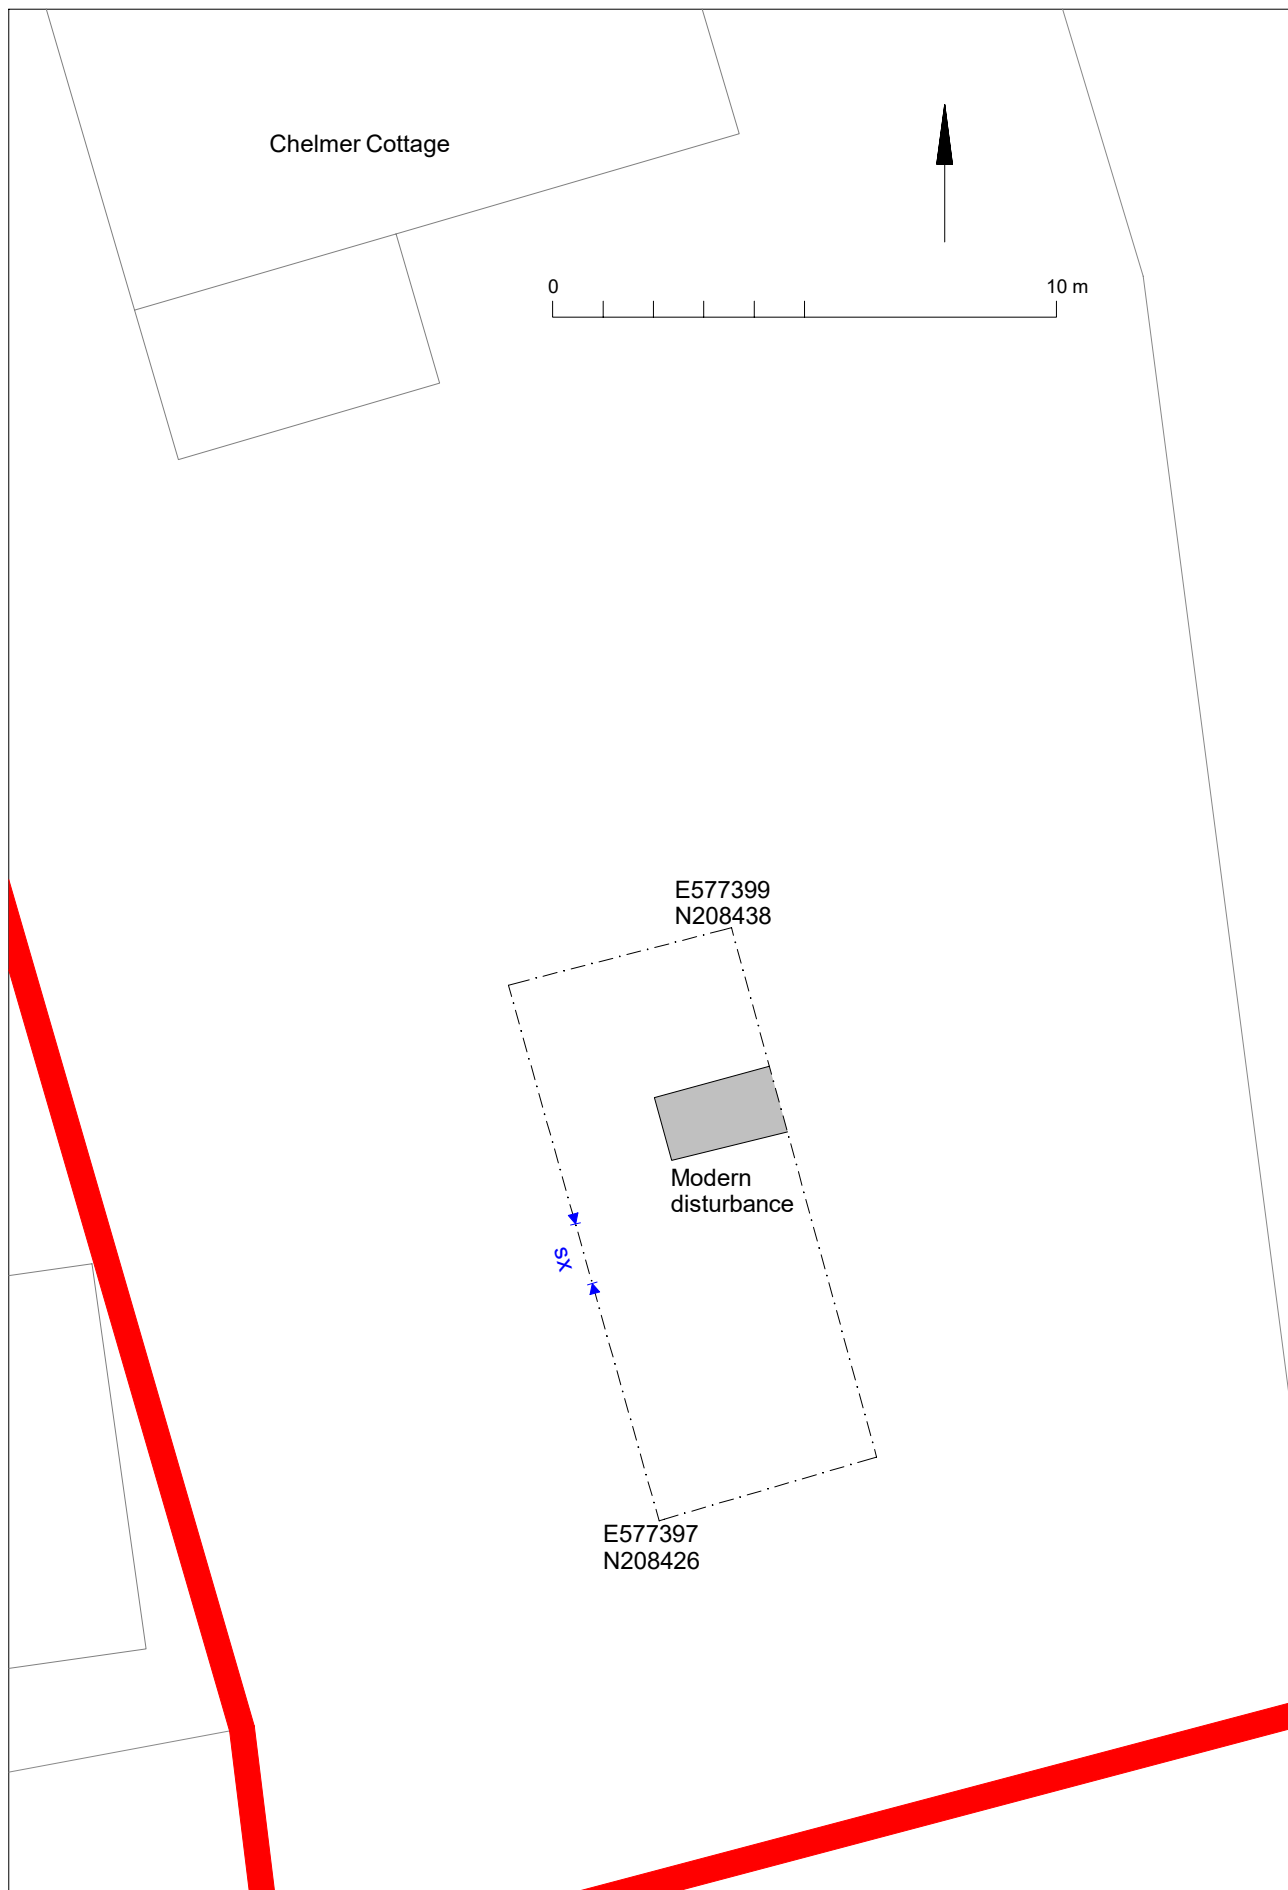 Chelmer Cottage
0 10 m
E577399
N208438
Modern
disturbance
SX
E577397
N208426